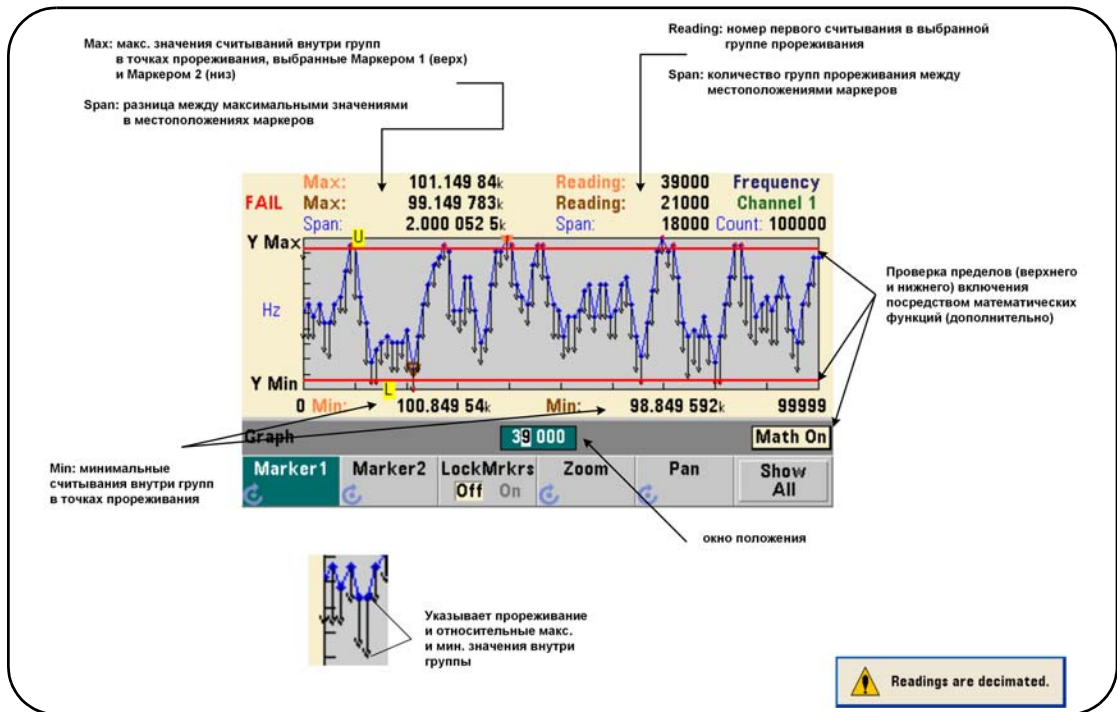 Max: макс. значения считываний внутри групп
в точках прореживания, выбранные Маркером 1 (верх)
и Маркером 2 (низ)
Span: разница между максимальными значениями
в местоположениях маркеров
Reading: номер первого считывания в выбранной
группе прореживания
Span: количество групп прореживания между
местоположениями маркеров
Max: 101.149 84k Reading: 39000 Frequency
FAIL Max: 99.149 783k Reading: 21000 Channel 1
Span: 2.000 052 5k Span: 18000 Count: 100000
Y Max
U
Hz
Y Min
L
0 Min: 100.849 54k Min: 98.849 592k 99999
Graph 39 000 Math On
Marker1 Marker2 LockMrkrs Zoom Pan Show
Off On All
Проверка пределов (верхнего
и нижнего) включения
посредством математических
функций (дополнительно)
Min: минимальные
считывания внутри групп
в точках прореживания
окно положения
Указывает прореживание
и относительные макс.
и мин. значения внутри
группы
Readings are decimated.